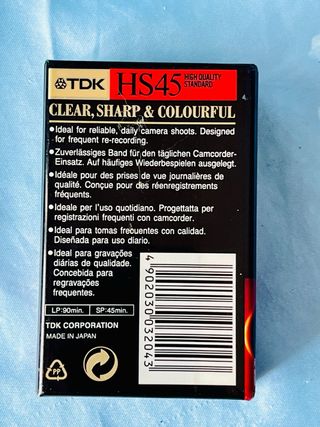 TDK HS45 HIGH QUALITY STANDARD
CLEAR, SHARP & COLOURFUL
● Ideal for reliable, daily camera shoots. Designed
for frequent re-recording.
● Zuverlässiges Band für den täglichen Camcorder-
Einsatz. Auf häufiges Wiederbespielen ausgelegt.
● Idéale pour des prises de vue journalières de
qualité. Conçue pour des réenregistrements
fréquents.
● Ideale per l'uso quotidiano. Progettatta per
registrazioni frequenti con camcorder.
● Ideal para tomas frecuentes con calidad.
Diseñada para uso diario.
● Ideal para gravações
diárias de qualidade.
Concebida para
regravações
frequentes.
LP:90min. SP:45min.
TDK CORPORATION
MADE IN JAPAN
PP
4 902030 032043